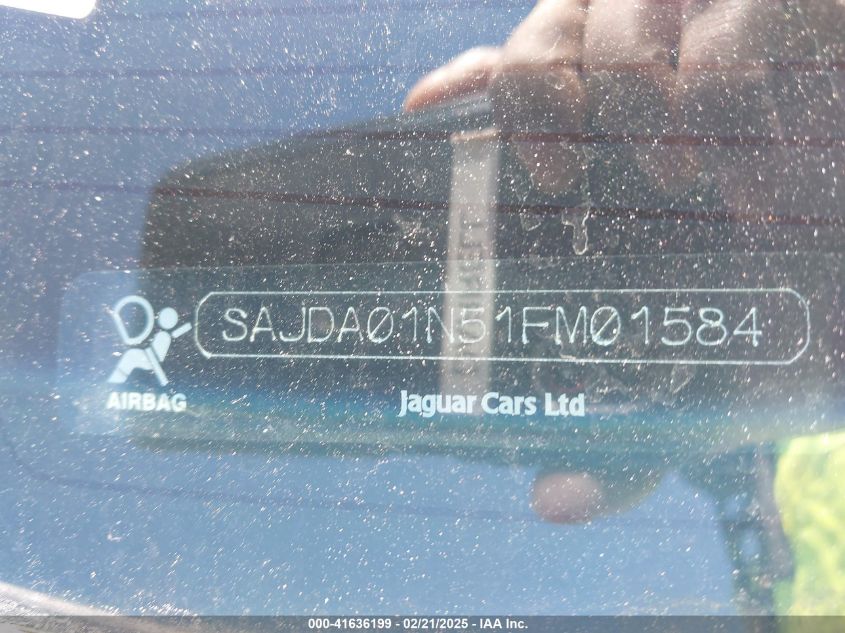 SAJDA01N51FM01584
AIRBAG
Jaguar Cars Ltd
000-41636199 - 02/21/2025 - IAA Inc.